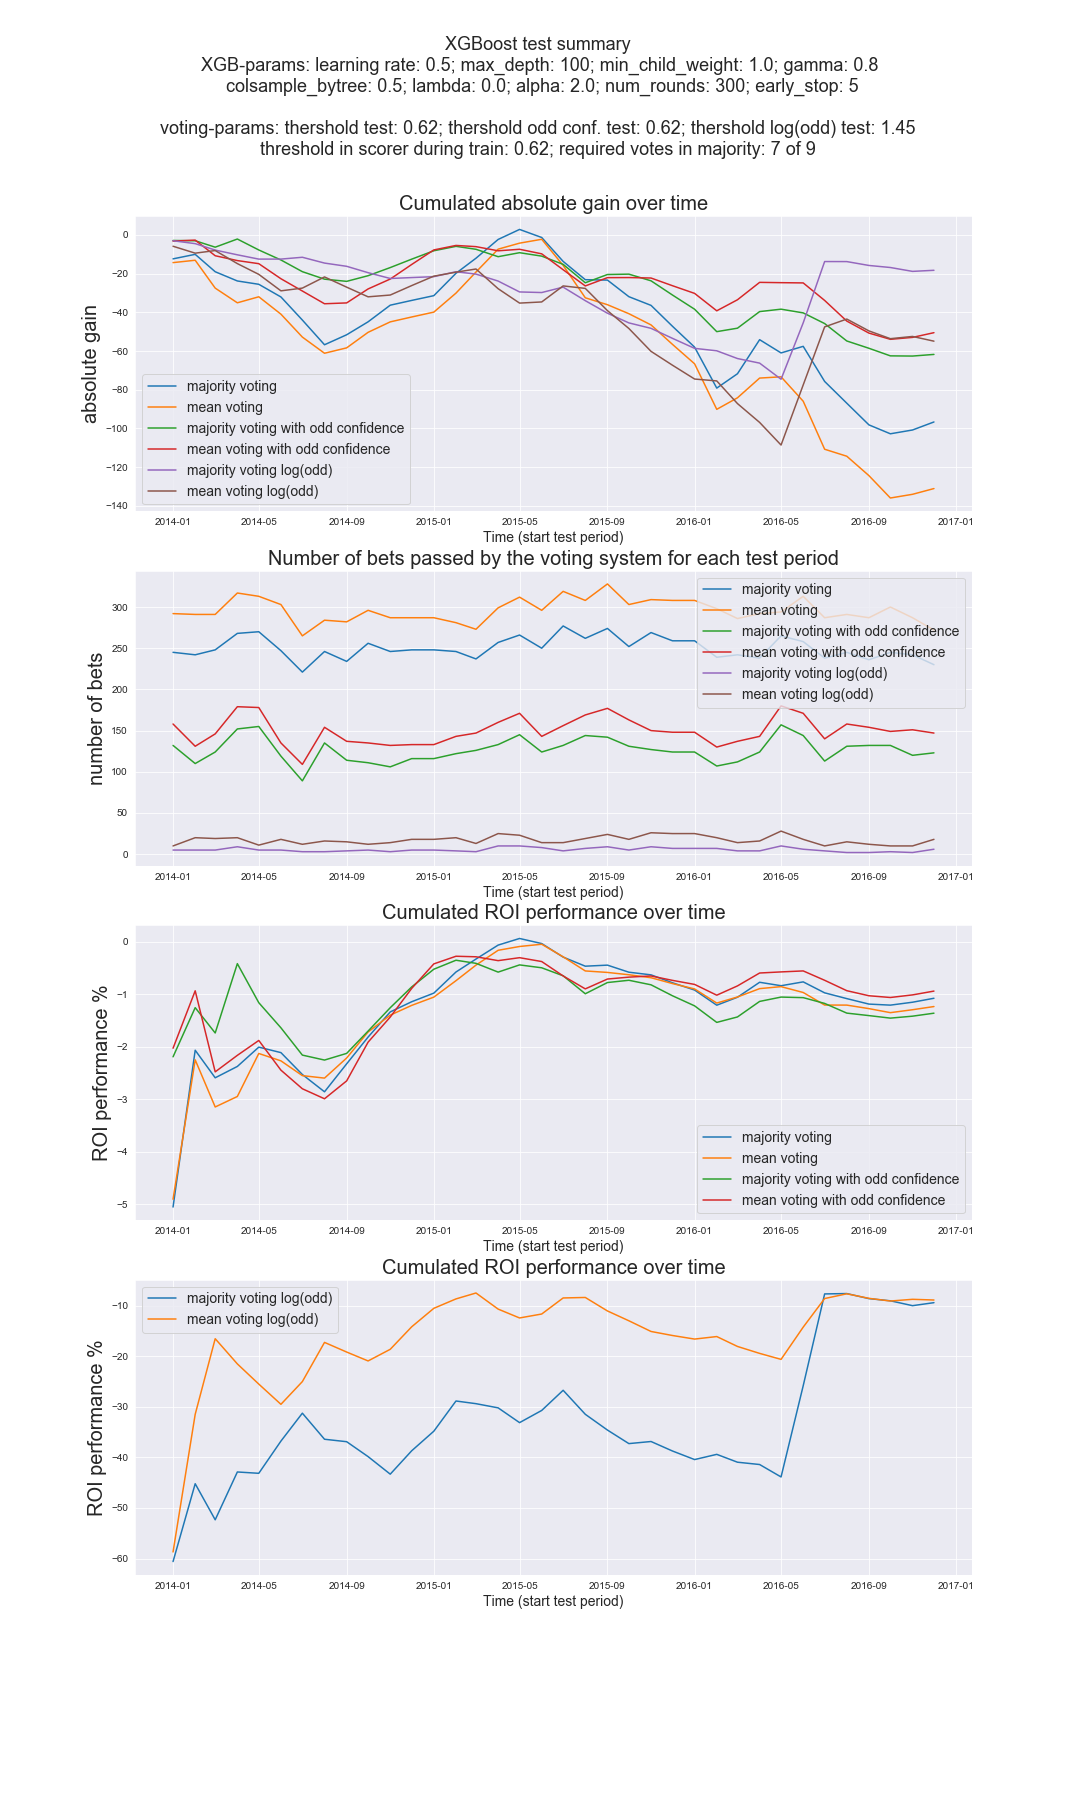 XGBoost test summary
XGB-params: learning rate: 0.5; max_depth: 100; min_child_weight: 1.0; gamma: 0.8
colsample_bytree: 0.5; lambda: 0.0; alpha: 2.0; num_rounds: 300; early_stop: 5
voting-params: thershold test: 0.62; thershold odd conf. test: 0.62; thershold log(odd) test: 1.45
threshold in scorer during train: 0.62; required votes in majority: 7 of 9
Cumulated absolute gain over time
absolute gain
0
−20
−40
−60
−80
−100
−120
−140
majority voting
mean voting
majority voting with odd confidence
mean voting with odd confidence
majority voting log(odd)
mean voting log(odd)
2014-01 2014-05 2014-09 2015-01 2015-05 2015-09 2016-01 2016-05 2016-09 2017-01
Time (start test period)
Number of bets passed by the voting system for each test period
number of bets
300
250
200
150
100
50
0
majority voting
mean voting
majority voting with odd confidence
mean voting with odd confidence
majority voting log(odd)
mean voting log(odd)
2014-01 2014-05 2014-09 2015-01 2015-05 2015-09 2016-01 2016-05 2016-09 2017-01
Time (start test period)
Cumulated ROI performance over time
ROI performance %
0
−1
−2
−3
−4
−5
majority voting
mean voting
majority voting with odd confidence
mean voting with odd confidence
2014-01 2014-05 2014-09 2015-01 2015-05 2015-09 2016-01 2016-05 2016-09 2017-01
Time (start test period)
Cumulated ROI performance over time
ROI performance %
majority voting log(odd)
mean voting log(odd)
−10
−20
−30
−40
−50
−60
2014-01 2014-05 2014-09 2015-01 2015-05 2015-09 2016-01 2016-05 2016-09 2017-01
Time (start test period)